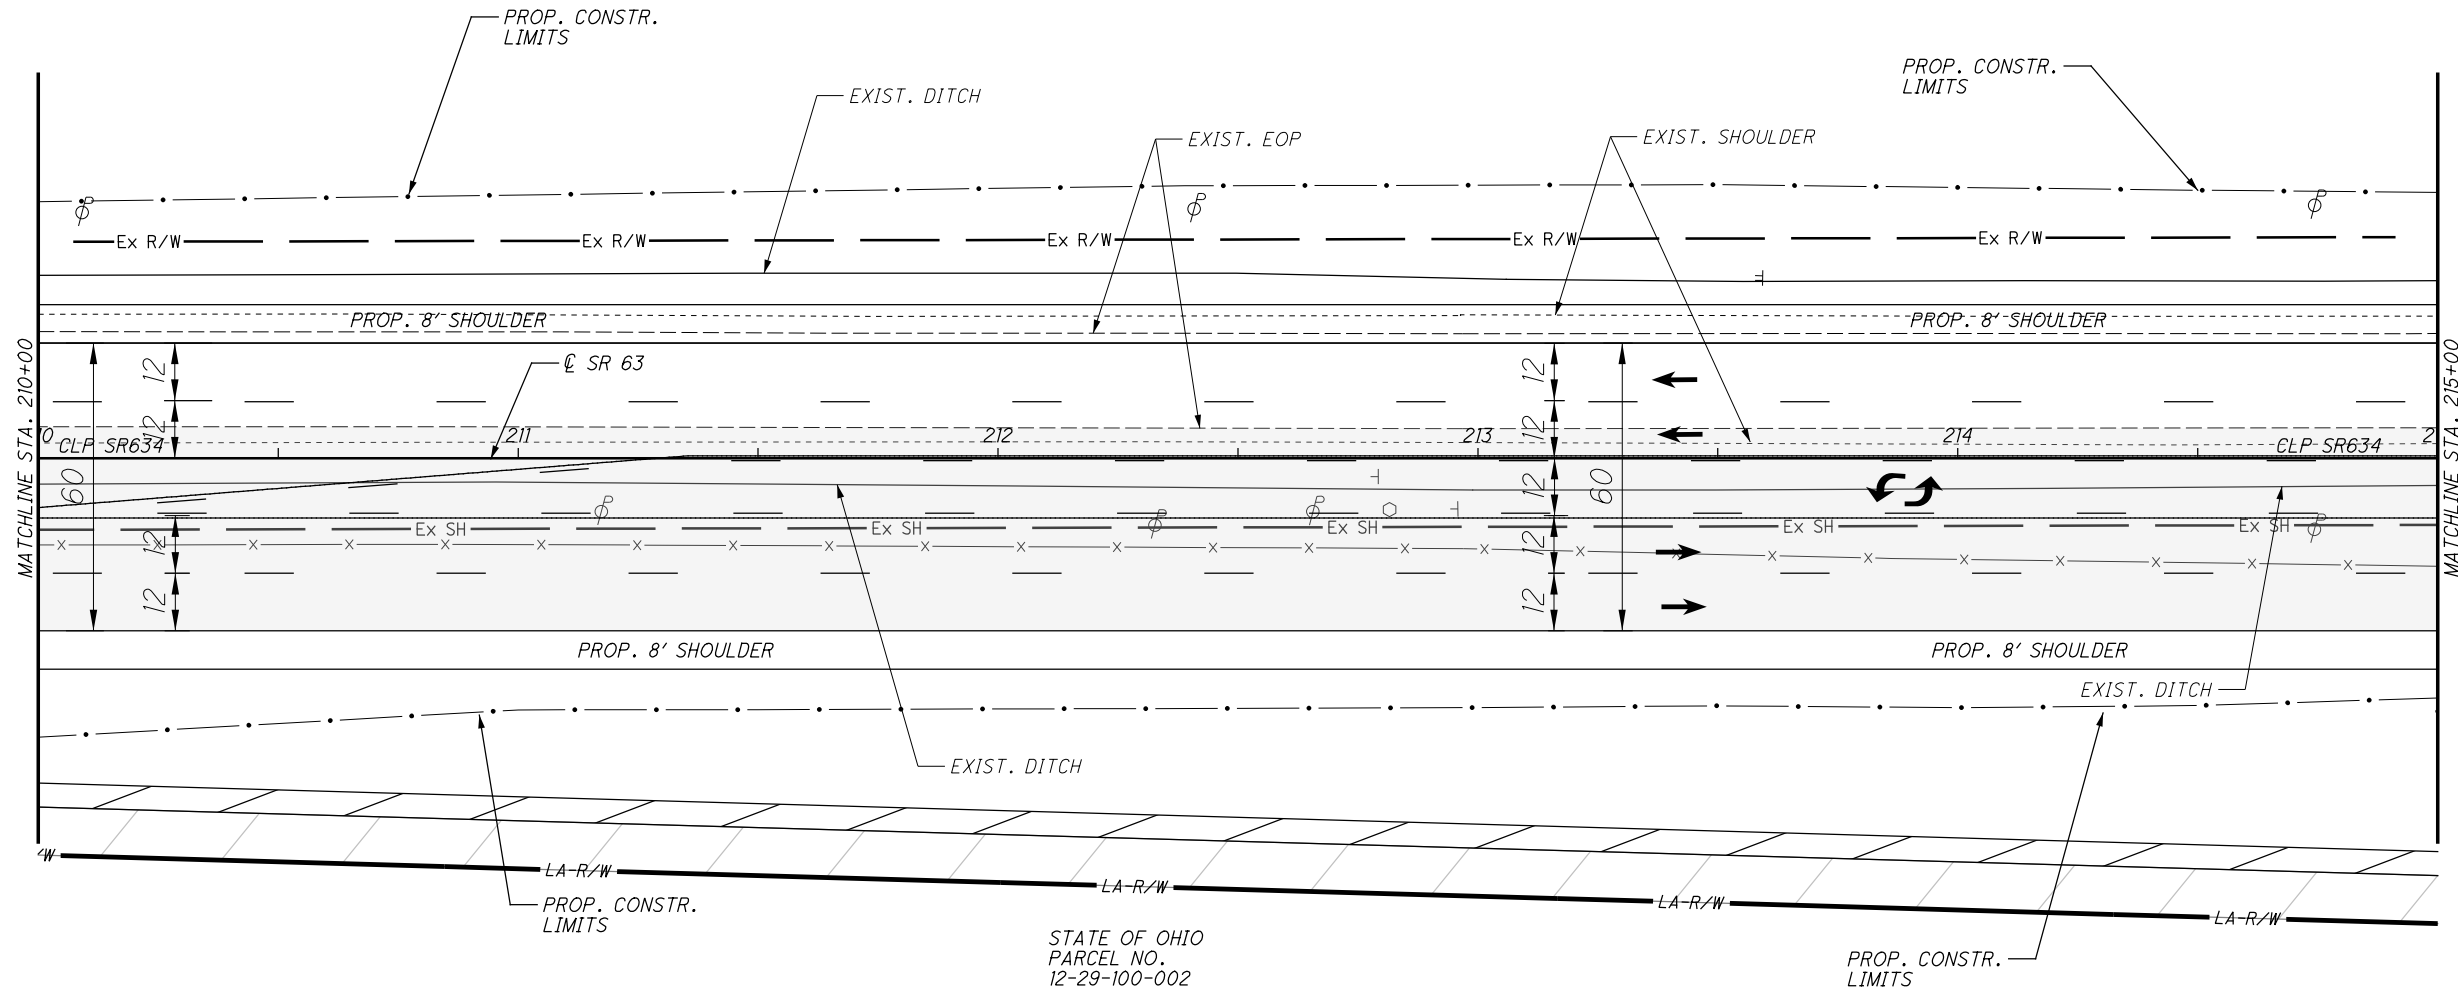 PROP. CONSTR.
LIMITS
PROP. CONSTR.
LIMITS
EXIST. DITCH
EXIST. EOP
EXIST. SHOULDER
P
P
P
Ex R/W
Ex R/W
Ex R/W
Ex R/W
Ex R/W
PROP. 8' SHOULDER
PROP. 8' SHOULDER
MATCHLINE STA. 210+00
MATCHLINE STA. 215+00
℄ SR 63
12
12
12
12
10
CLP SR634
211
212
213
214
CLP SR634
2
60
60
12
P
P
P
P
Ex SH
Ex SH
Ex SH
Ex SH
Ex SH
12
12
X X X X X X X X X X X X X X X X X X X X X X X X X
12
12
PROP. 8' SHOULDER
PROP. 8' SHOULDER
EXIST. DITCH
EXIST. DITCH
/W
LA-R/W
LA-R/W
LA-R/W
LA-R/W
PROP. CONSTR.
LIMITS
STATE OF OHIO
PARCEL NO.
12-29-100-002
PROP. CONSTR.
LIMITS